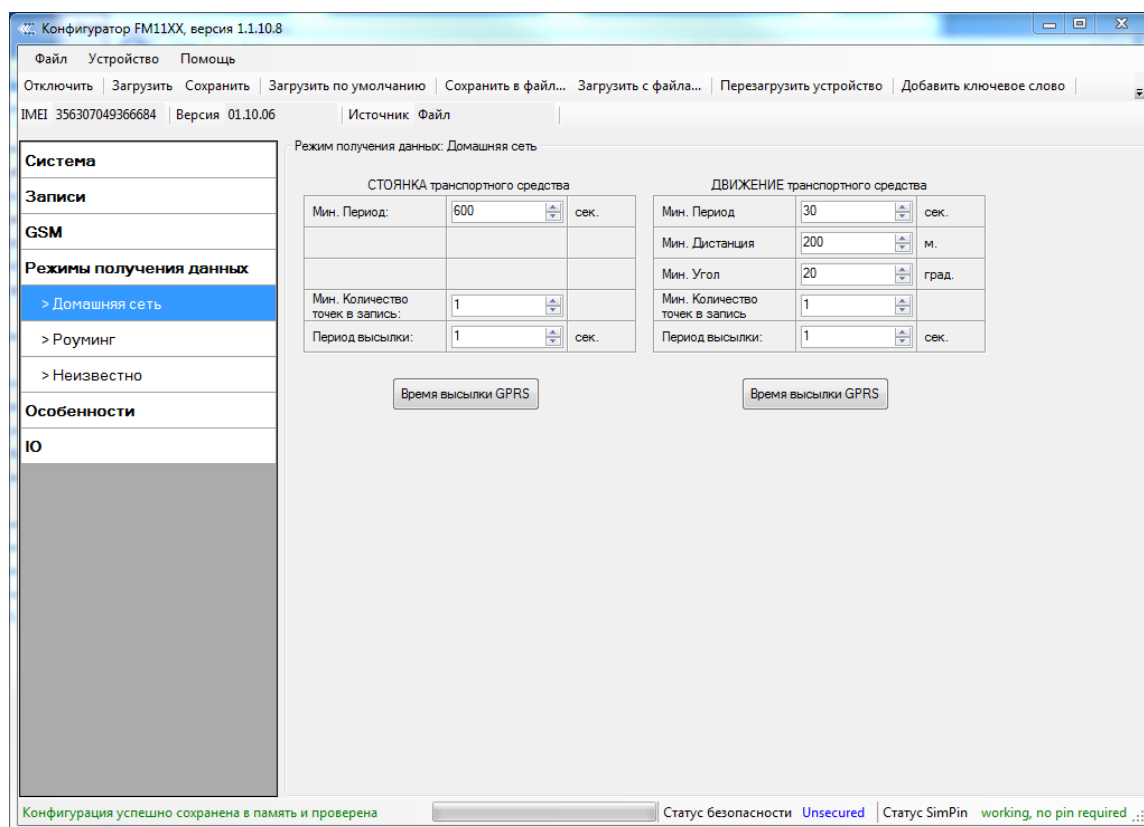 Конфигуратор FM11XX, версия 1.1.10.8
Файл Устройство Помощь
Отключить Загрузить Сохранить Загрузить по умолчанию Сохранить в файл... Загрузить с файла... Перезагрузить устройство Добавить ключевое слово
IMEI 356307049366684 Версия 01.10.06 Источник Файл
Система
Записи
GSM
Режимы получения данных
> Домашняя сеть
> Роуминг
> Неизвестно
Особенности
IO
Режим получения данных: Домашняя сеть
СТОЯНКА транспортного средства
Мин. Период: 600 сек.
Мин. Количество
точек в запись: 1
Период высылки: 1 сек.
Время высылки GPRS
ДВИЖЕНИЕ транспортного средства
Мин. Период 30 сек.
Мин. Дистанция 200 м.
Мин. Угол 20 град.
Мин. Количество
точек в запись 1
Период высылки: 1 сек.
Время высылки GPRS
Конфигурация успешно сохранена в память и проверена Статус безопасности Unsecured Статус SimPin working, no pin required